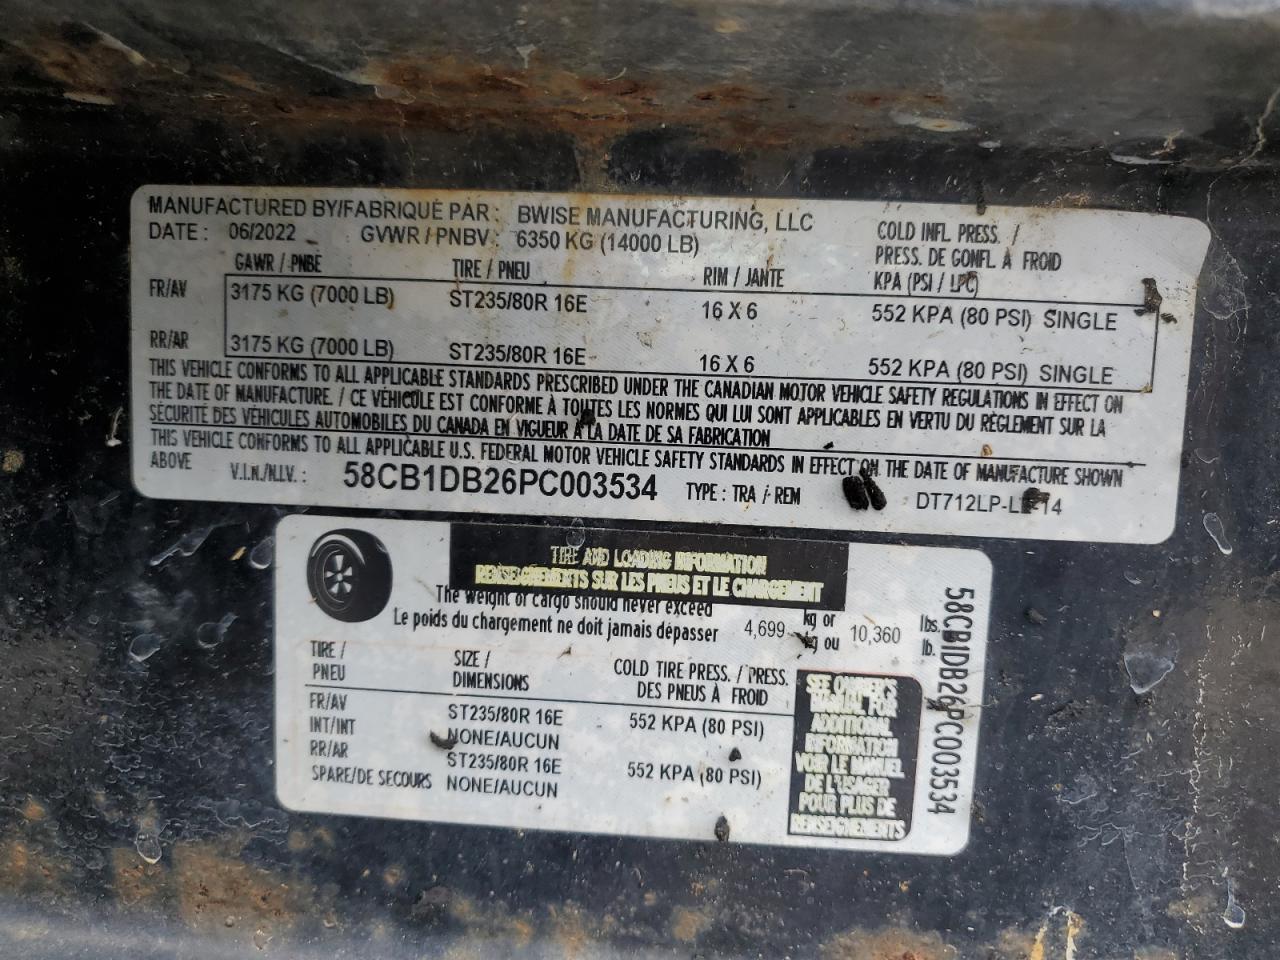 MANUFACTURED BY/FABRIQUÉ PAR : BWISE MANUFACTURING, LLC
DATE : 06/2022 GVWR / PNBV : 6350 KG (14000 LB)
COLD INFL PRESS. /
PRESS. DE GONFL À FROID
GAWR / PNBE TIRE / PNEU RIM / JANTE KPA (PSI / LPC)
FR/AV 3175 KG (7000 LB) ST235/80R 16E 16 X 6 552 KPA (80 PSI) SINGLE
RR/AR 3175 KG (7000 LB) ST235/80R 16E 16 X 6 552 KPA (80 PSI) SINGLE
THIS VEHICLE CONFORMS TO ALL APPLICABLE STANDARDS PRESCRIBED UNDER THE CANADIAN MOTOR VEHICLE SAFETY REGULATIONS IN EFFECT ON
THE DATE OF MANUFACTURE. / CE VÉHICULE EST CONFORME À TOUTES LES NORMES QUI LUI SONT APPLICABLES EN VERTU DU RÈGLEMENT SUR LA
SÉCURITÉ DES VÉHICULES AUTOMOBILES DU CANADA EN VIGUEUR À LA DATE DE SA FABRICATION
THIS VEHICLE CONFORMS TO ALL APPLICABLE U.S. FEDERAL MOTOR VEHICLE SAFETY STANDARDS IN EFFECT ON THE DATE OF MANUFACTURE SHOWN
ABOVE V.I.N./N.I.V. : 58CB1DB26PC003534 TYPE : TRA / REM
TIRE AND LOADING INFORMATION
RENSEIGNEMENTS SUR LES PNEUS ET LE CHARGEMENT
The weight of cargo should never exceed kg or lbs.
Le poids du chargement ne doit jamais dépasser 4,699 kg ou 10,360 lb.
TIRE / PNEU SIZE / DIMENSIONS COLD TIRE PRESS. / PRESS. DES PNEUS À FROID
FR/AV ST235/80R 16E 552 KPA (80 PSI)
INT/INT NONE/AUCUN
RR/AR ST235/80R 16E 552 KPA (80 PSI)
SPARE/DE SECOURS NONE/AUCUN
SEE OWNER'S
MANUAL FOR
ADDITIONAL
INFORMATION
VOIR LE MANUEL
DE L'USAGER
POUR PLUS DE
RENSEIGNEMENTS
58CB1DB26PC003534